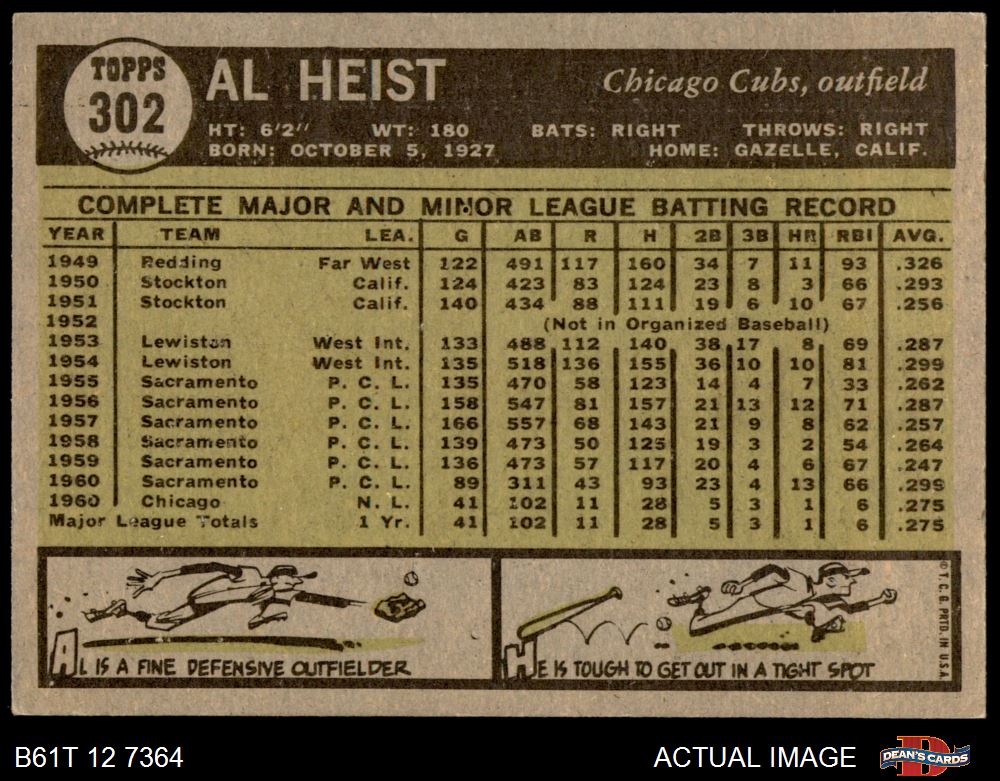 TOPPS
302
AL HEIST
Chicago Cubs, outfield
HT: 6'2" WT: 180 BATS: RIGHT THROWS: RIGHT
BORN: OCTOBER 5, 1927 HOME: GAZELLE, CALIF.
COMPLETE MAJOR AND MINOR LEAGUE BATTING RECORD
YEAR TEAM LEA. G AB R H 2B 3B HR RBI AVG.
1949 Redding Far West 122 491 117 160 34 7 11 93 .326
1950 Stockton Calif. 124 423 83 124 23 8 3 66 .293
1951 Stockton Calif. 140 434 88 111 19 6 10 67 .256
1952 (Not in Organized Baseball)
1953 Lewiston West Int. 133 488 112 140 38 17 8 69 .287
1954 Lewiston West Int. 135 518 136 155 36 10 10 81 .299
1955 Sacramento P. C. L. 135 470 58 123 14 4 7 33 .262
1956 Sacramento P. C. L. 158 547 81 157 21 13 12 71 .287
1957 Sacramento P. C. L. 166 557 68 143 21 9 8 62 .257
1958 Sacramento P. C. L. 139 473 50 125 19 3 2 54 .264
1959 Sacramento P. C. L. 136 473 57 117 20 4 6 67 .247
1960 Sacramento P. C. L. 89 311 43 93 23 4 13 66 .299
1960 Chicago N. L. 41 102 11 28 5 3 1 6 .275
Major League Totals 1 Yr. 41 102 11 28 5 3 1 6 .275
AL IS A FINE DEFENSIVE OUTFIELDER
HE IS TOUGH TO GET OUT IN A TIGHT SPOT
© T. C. G. PRTD. IN U.S.A.
B61T 12 7364
ACTUAL IMAGE
DEAN'S CARDS